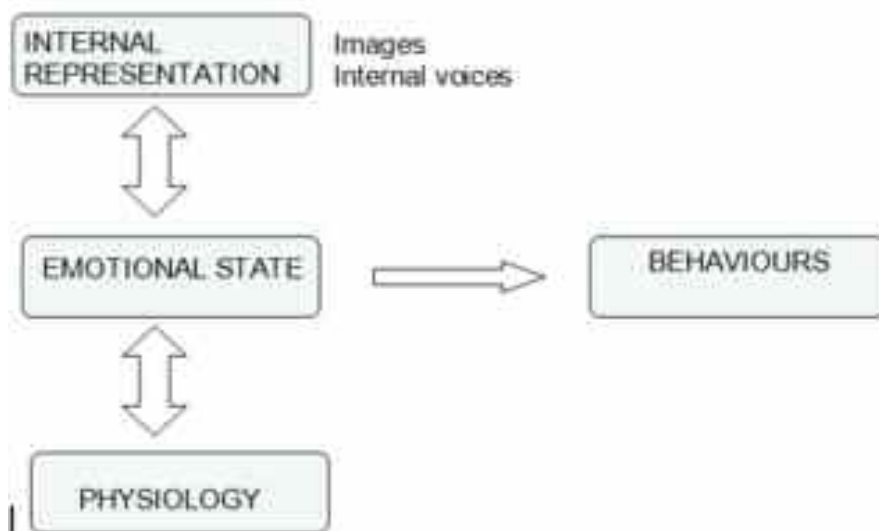 INTERNAL
REPRESENTATION
Images
Internal voices
EMOTIONAL STATE
BEHAVIOURS
PHYSIOLOGY